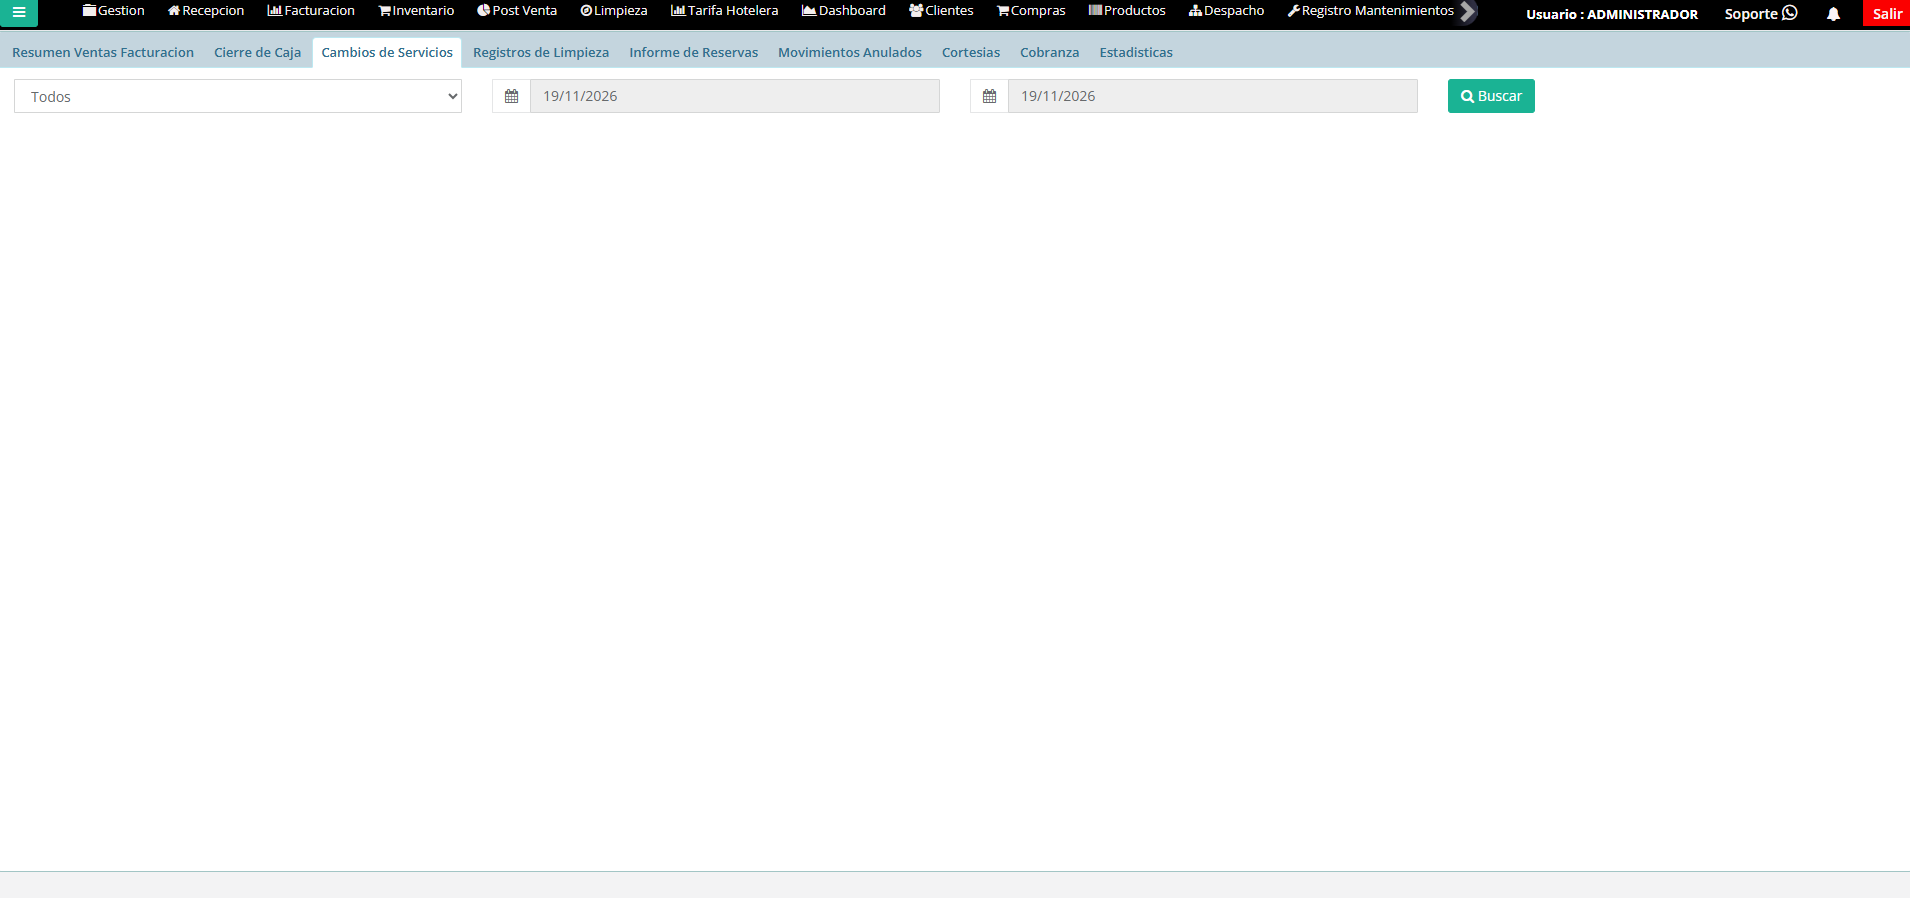 Gestion Recepcion Facturacion Inventario Post Venta Limpieza Tarifa Hotelera Dashboard Clientes Compras Productos Despacho Registro Mantenimientos Usuario : ADMINISTRADOR Soporte Salir
Resumen Ventas Facturacion Cierre de Caja Cambios de Servicios Registros de Limpieza Informe de Reservas Movimientos Anulados Cortesias Cobranza Estadisticas
Todos 19/11/2026 19/11/2026 Buscar